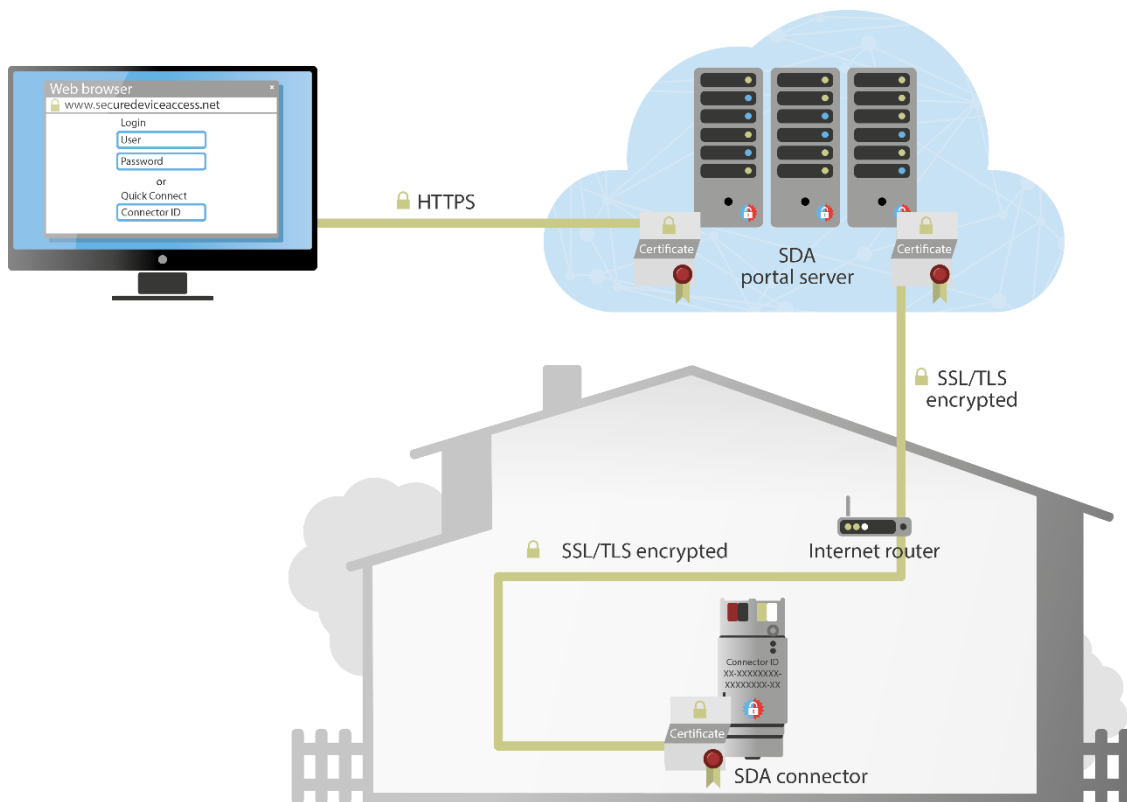 Web browser
×
www.securedeviceaccess.net
Login
User
Password
or
Quick Connect
Connector ID
HTTPS
Certificate
SDA
portal server
Certificate
SSL/TLS
encrypted
SSL/TLS encrypted
Internet router
Connector ID
XX-XXXXXXXX-
XXXXXXXX-XX
Certificate
SDA connector